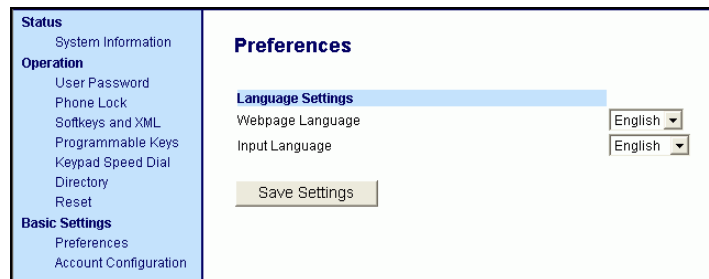 Status
System Information
Operation
User Password
Phone Lock
Softkeys and XML
Programmable Keys
Keypad Speed Dial
Directory
Reset
Basic Settings
Preferences
Account Configuration
Preferences
Language Settings
Webpage Language English
Input Language English
Save Settings